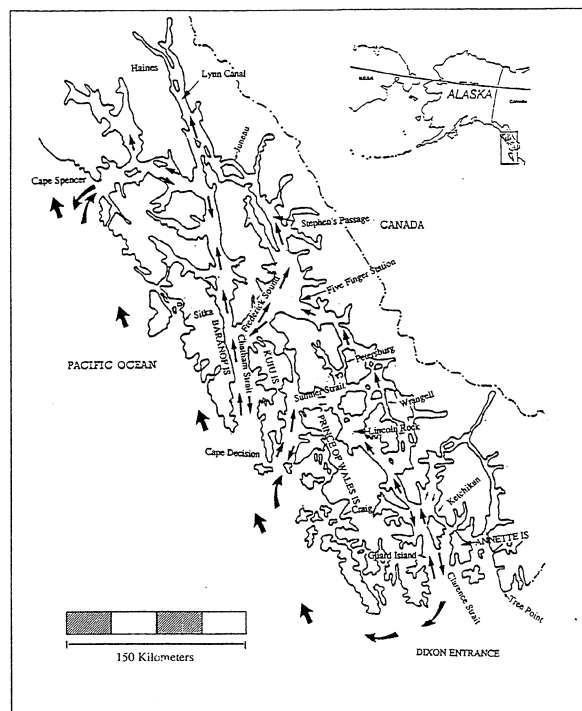 Haines
Lynn Canal
Juneau
U.S.S.R.
ALASKA
Canada
Cape Spencer
Stephen's Passage
CANADA
Five Finger Station
Frederick Sound
Sitka
BARANOF IS
Chatham Strait
KUIU IS
PACIFIC OCEAN
Petersburg
Sumner Strait
Wrangell
Lincoln Rock
PRINCE OF WALES IS
Cape Decision
Craig
Ketchikan
ANNETTE IS
Guard Island
Clarence Strait
Tree Point
150 Kilometers
DIXON ENTRANCE